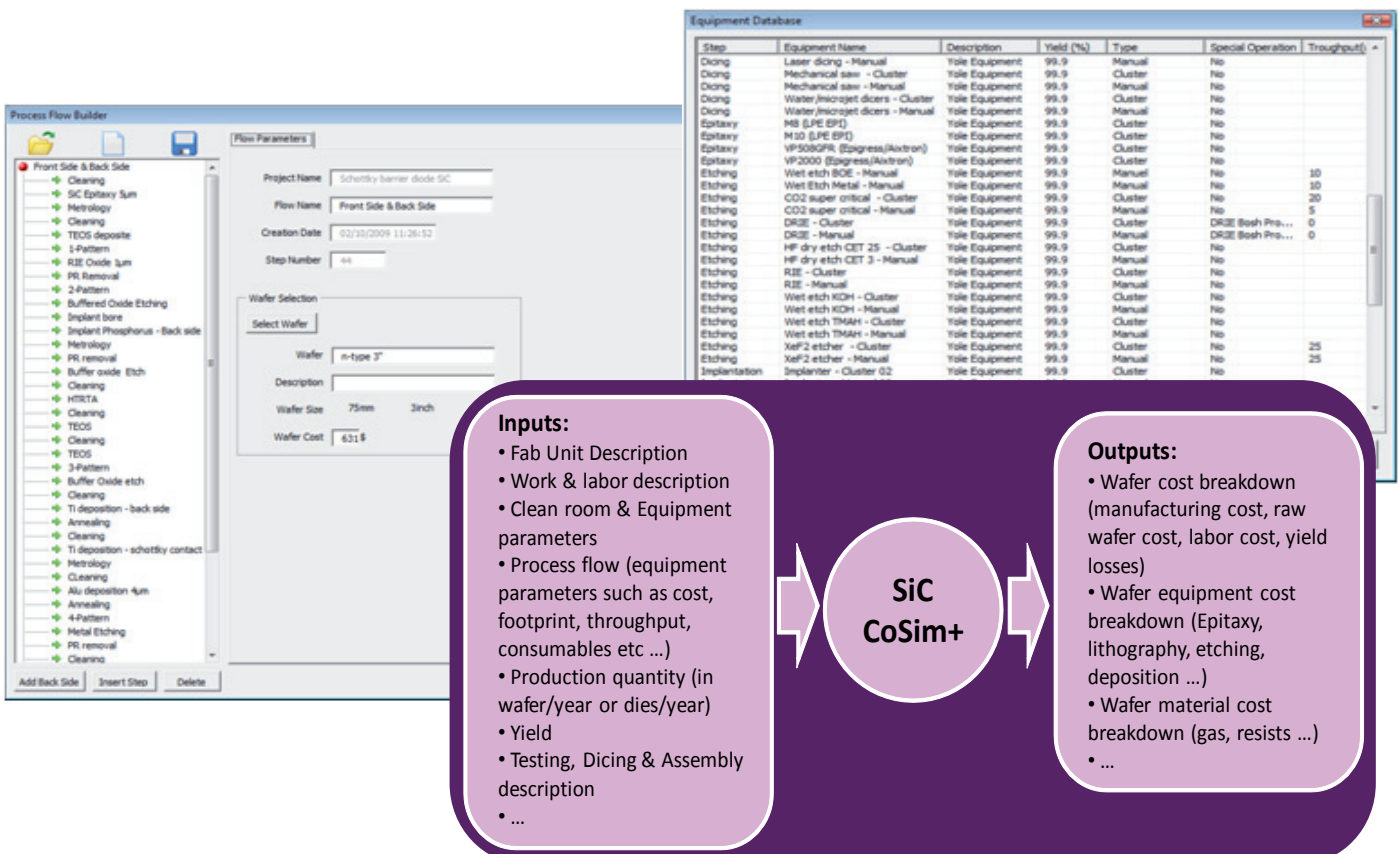 Equipment Database
Step Equipment Name Description Yield (%) Type Special Operation Troughput(
Dicing Laser dicing - Manual Yole Equipment 99.9 Manual No
Dicing Mechanical saw - Cluster Yole Equipment 99.9 Cluster No
Dicing Mechanical saw - Manual Yole Equipment 99.9 Manual No
Dicing Water/microjet dicers - Cluster Yole Equipment 99.9 Cluster No
Dicing Water/microjet dicers - Manual Yole Equipment 99.9 Manual No
Epitaxy M8 (LPE EPI) Yole Equipment 99.9 Cluster No
Epitaxy M10 (LPE EPI) Yole Equipment 99.9 Cluster No
Epitaxy VP508GFR (Epigress/Aixtron) Yole Equipment 99.9 Cluster No
Epitaxy VP2000 (Epigress/Aixtron) Yole Equipment 99.9 Cluster No
Etching Wet etch BOE - Manual Yole Equipment 99.9 Manuel No 10
Etching Wet Etch Metal - Manual Yole Equipment 99.9 Manual No 10
Etching CO2 super critical - Cluster Yole Equipment 99.9 Cluster No 20
Etching CO2 super critical - Manual Yole Equipment 99.9 Manual No 5
Etching DRIE - Cluster Yole Equipment 99.9 Cluster DRIE Bosh Pro... 0
Etching DRIE - Manual Yole Equipment 99.9 Manual DRIE Bosh Pro... 0
Etching HF dry etch CET 25 - Cluster Yole Equipment 99.9 Cluster No
Etching HF dry etch CET 3 - Manual Yole Equipment 99.9 Manual No
Etching RIE - Cluster Yole Equipment 99.9 Cluster No
Etching RIE - Manual Yole Equipment 99.9 Manual No
Etching Wet etch KOH - Cluster Yole Equipment 99.9 Cluster No
Etching Wet etch KOH - Manual Yole Equipment 99.9 Manual No
Etching Wet etch TMAH - Cluster Yole Equipment 99.9 Cluster No
Etching Wet etch TMAH - Manual Yole Equipment 99.9 Manual No
Etching XeF2 etcher - Cluster Yole Equipment 99.9 Cluster No 25
Etching XeF2 etcher - Manual Yole Equipment 99.9 Manual No 25
Implantation Implanter - Cluster 02 Yole Equipment 99.9 Cluster No
Process Flow Builder
Front Side & Back Side
Cleaning
SiC Epitaxy 5µm
Metrology
Cleaning
TEOS deposite
1-Pattern
RIE Oxide 1µm
PR Removal
2-Pattern
Buffered Oxide Etching
Implant bore
Implant Phosphorus - Back side
Metrology
PR removal
Buffer oxide Etch
Cleaning
HTRTA
Cleaning
TEOS
Cleaning
TEOS
3-Pattern
Buffer Oxide etch
Cleaning
Ti deposition - back side
Annealing
Cleaning
Ti deposition - schottky contact
Metrology
CLeaning
Alu deposition 4µm
Annealing
4-Pattern
Metal Etching
PR removal
Cleaning
Add Back Side Insert Step Delete
Flow Parameters
Project Name Schottky barrier diode SiC
Flow Name Front Side & Back Side
Creation Date 02/10/2009 11:26:52
Step Number 44
Wafer Selection
Select Wafer
Wafer n-type 3"
Description
Wafer Size 75mm 3inch
Wafer Cost 631 $
Inputs:
• Fab Unit Description
• Work & labor description
• Clean room & Equipment
parameters
• Process flow (equipment
parameters such as cost,
footprint, throughput,
consumables etc ...)
• Production quantity (in
wafer/year or dies/year)
• Yield
• Testing, Dicing & Assembly
description
• ...
SiC
CoSim+
Outputs:
• Wafer cost breakdown
(manufacturing cost, raw
wafer cost, labor cost, yield
losses)
• Wafer equipment cost
breakdown (Epitaxy,
lithography, etching,
deposition ...)
• Wafer material cost
breakdown (gas, resists ...)
• ...